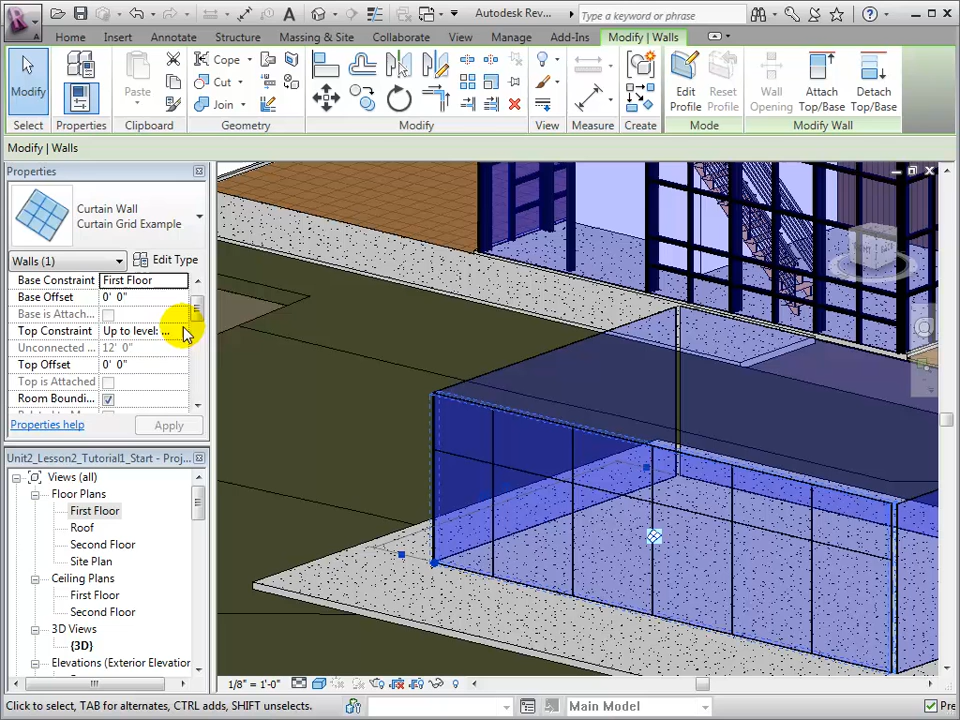 Autodesk Rev...
Type a keyword or phrase
Home Insert Annotate Structure Massing & Site Collaborate View Manage Add-Ins Modify | Walls
Modify
Paste
Cope
Cut
Join
Edit Profile
Reset Profile
Wall Opening
Attach Top/Base
Detach Top/Base
Select Properties Clipboard Geometry Modify View Measure Create Mode Modify Wall
Modify | Walls
Properties
Curtain Wall
Curtain Grid Example
Walls (1) Edit Type
Base Constraint First Floor
Base Offset 0' 0"
Base is Attach...
Top Constraint Up to level: ...
Unconnected ... 12' 0"
Top Offset 0' 0"
Top is Attached
Room Boundi...
Properties help Apply
Unit2_Lesson2_Tutorial1_Start - Proj...
Views (all)
Floor Plans
First Floor
Roof
Second Floor
Site Plan
Ceiling Plans
First Floor
Second Floor
3D Views
{3D}
Elevations (Exterior Elevation
1/8" = 1'-0"
Click to select, TAB for alternates, CTRL adds, SHIFT unselects.
Main Model
Pre